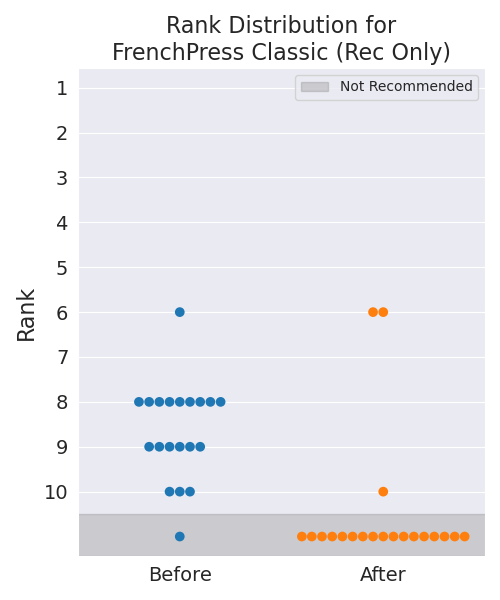 Rank Distribution for
FrenchPress Classic (Rec Only)
Not Recommended
1
2
3
4
5
6
7
8
9
10
Rank
Before
After